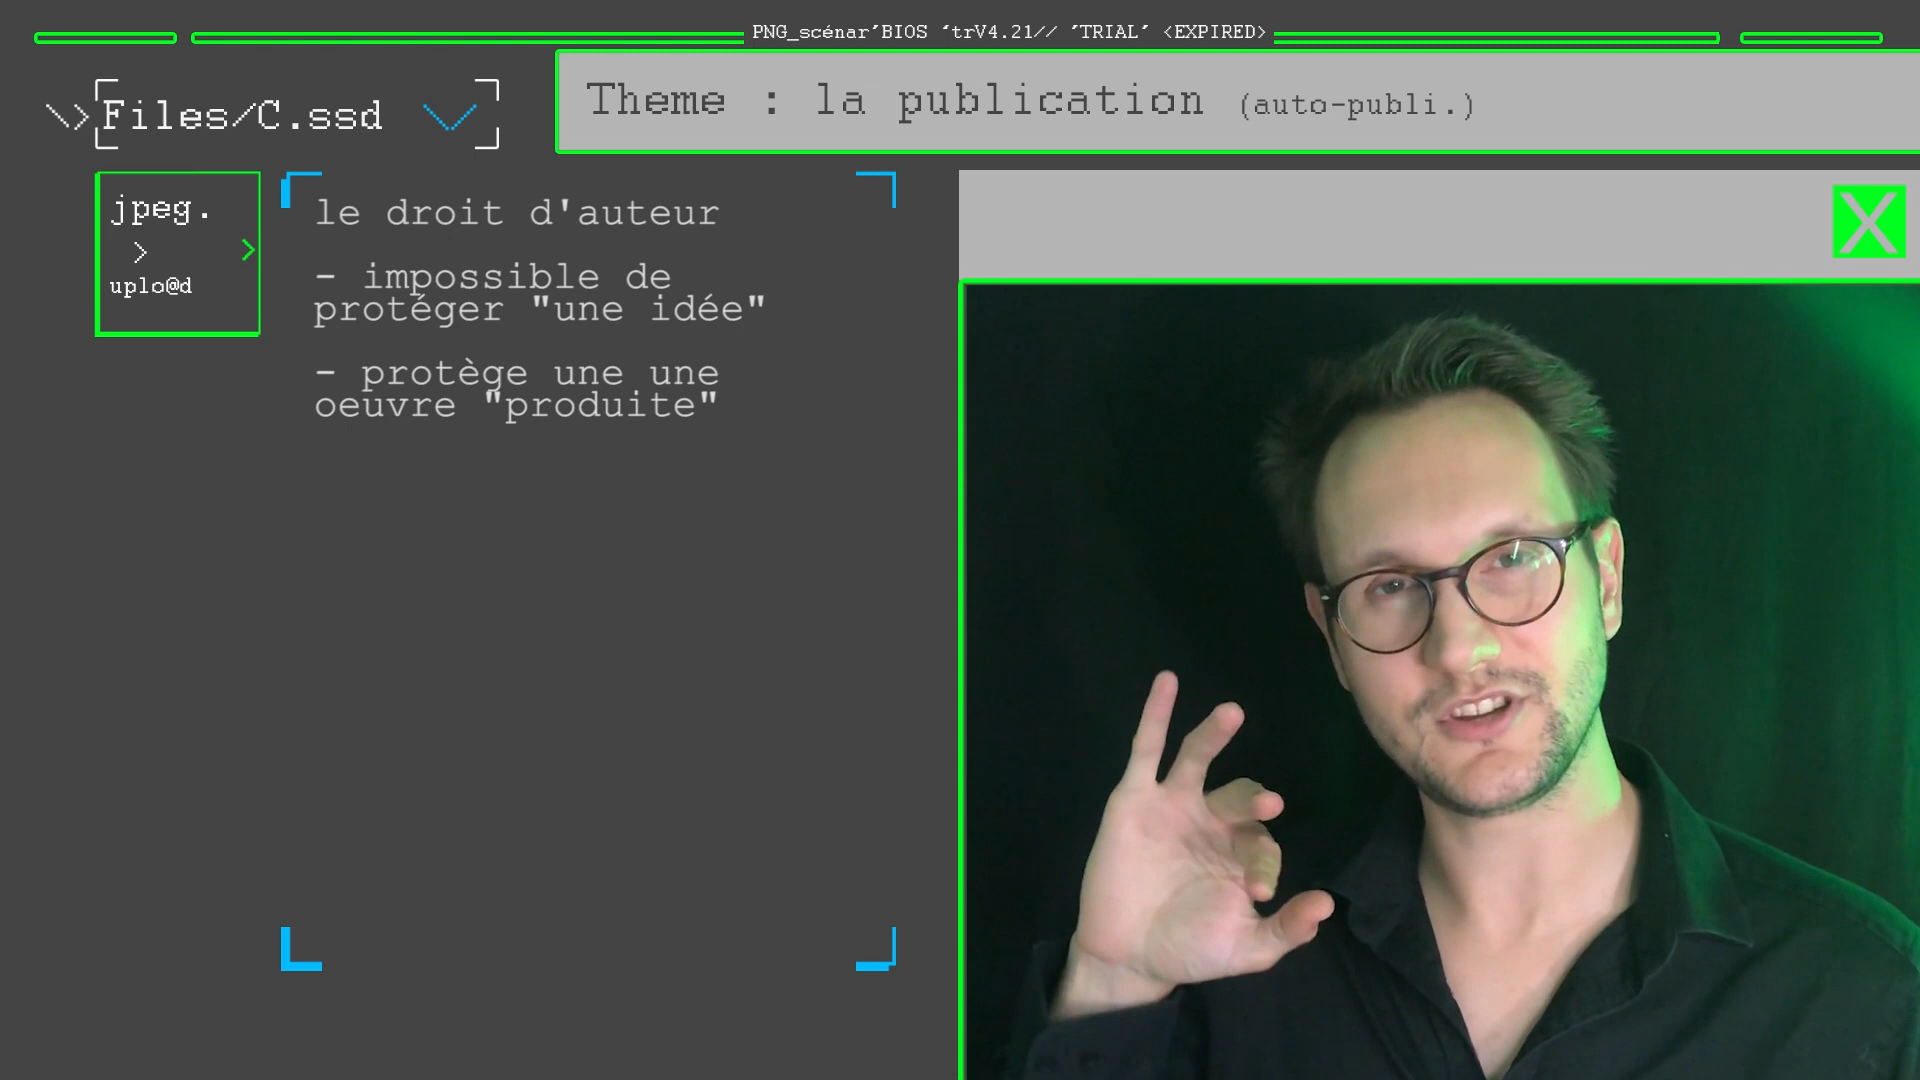 PNG_scénar'BIOS 'trV4.21// 'TRIAL' <EXPIRED>
\>Files/C.ssd
Theme : la publication (auto-publi.)
jpeg.
>
>
uplo@d
le droit d'auteur
- impossible de
protéger "une idée"
- protège une une
oeuvre "produite"
X